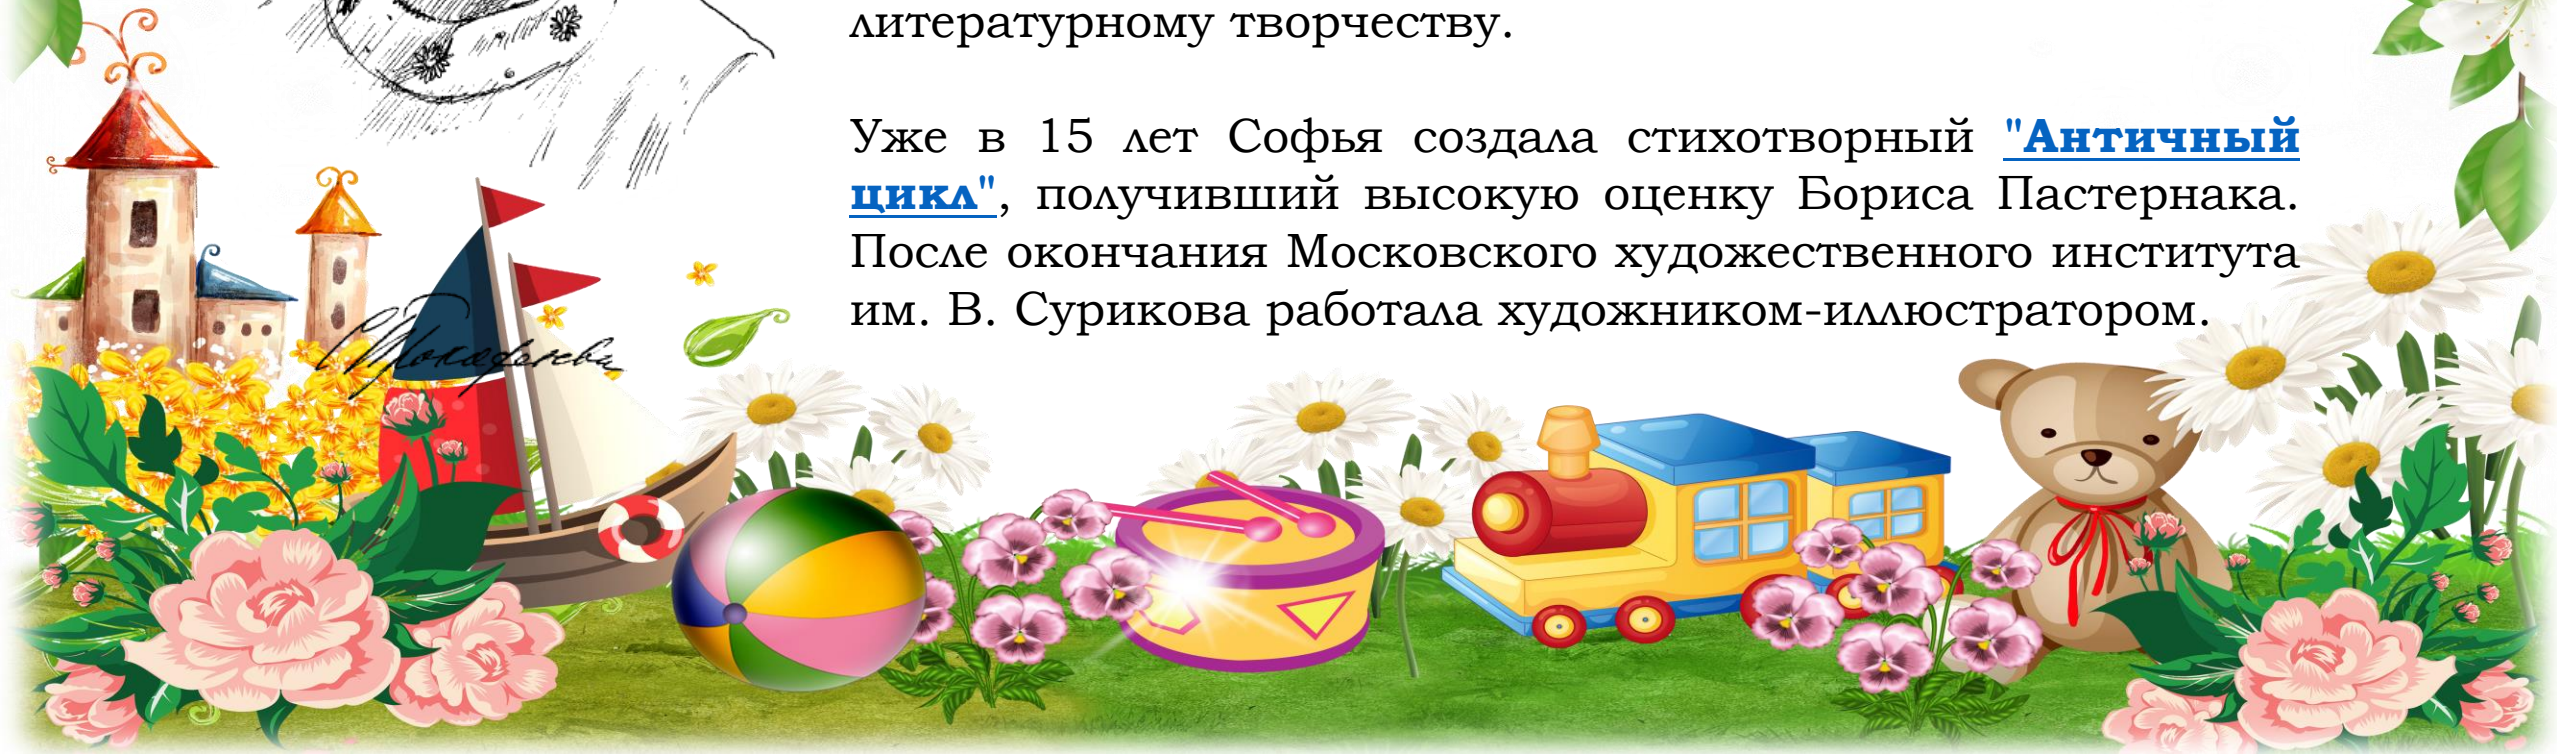 литературному творчеству.
Уже в 15 лет Софья создала стихотворный "Античный
цикл", получивший высокую оценку Бориса Пастернака.
После окончания Московского художественного института
им. В. Сурикова работала художником-иллюстратором.